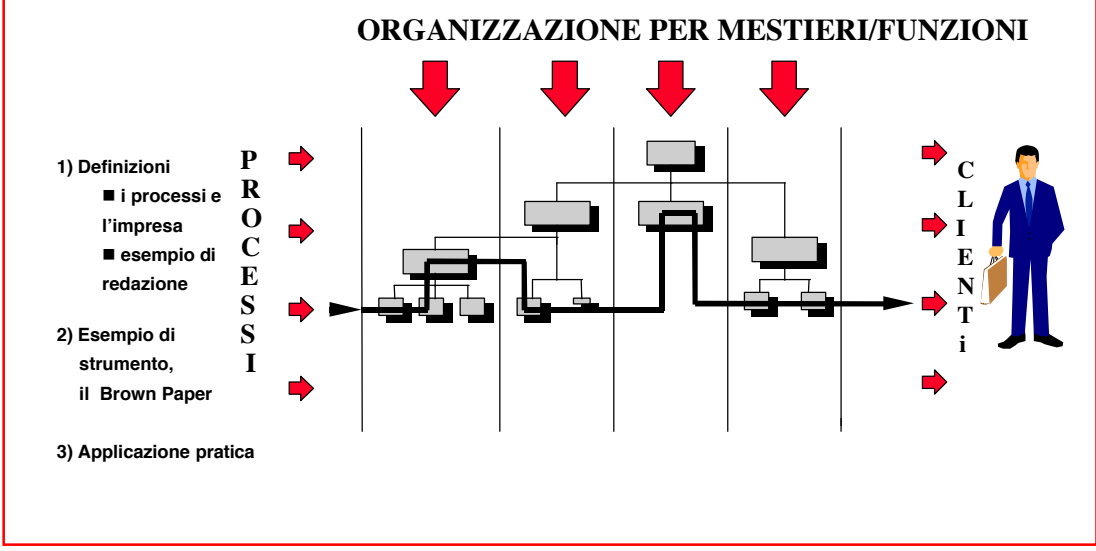 ORGANIZZAZIONE PER MESTIERI/FUNZIONI
1) Definizioni
■ i processi e
l'impresa
■ esempio di
redazione
2) Esempio di
strumento,
il Brown Paper
3) Applicazione pratica
P
R
O
C
E
S
S
I
C
L
I
E
N
T
i